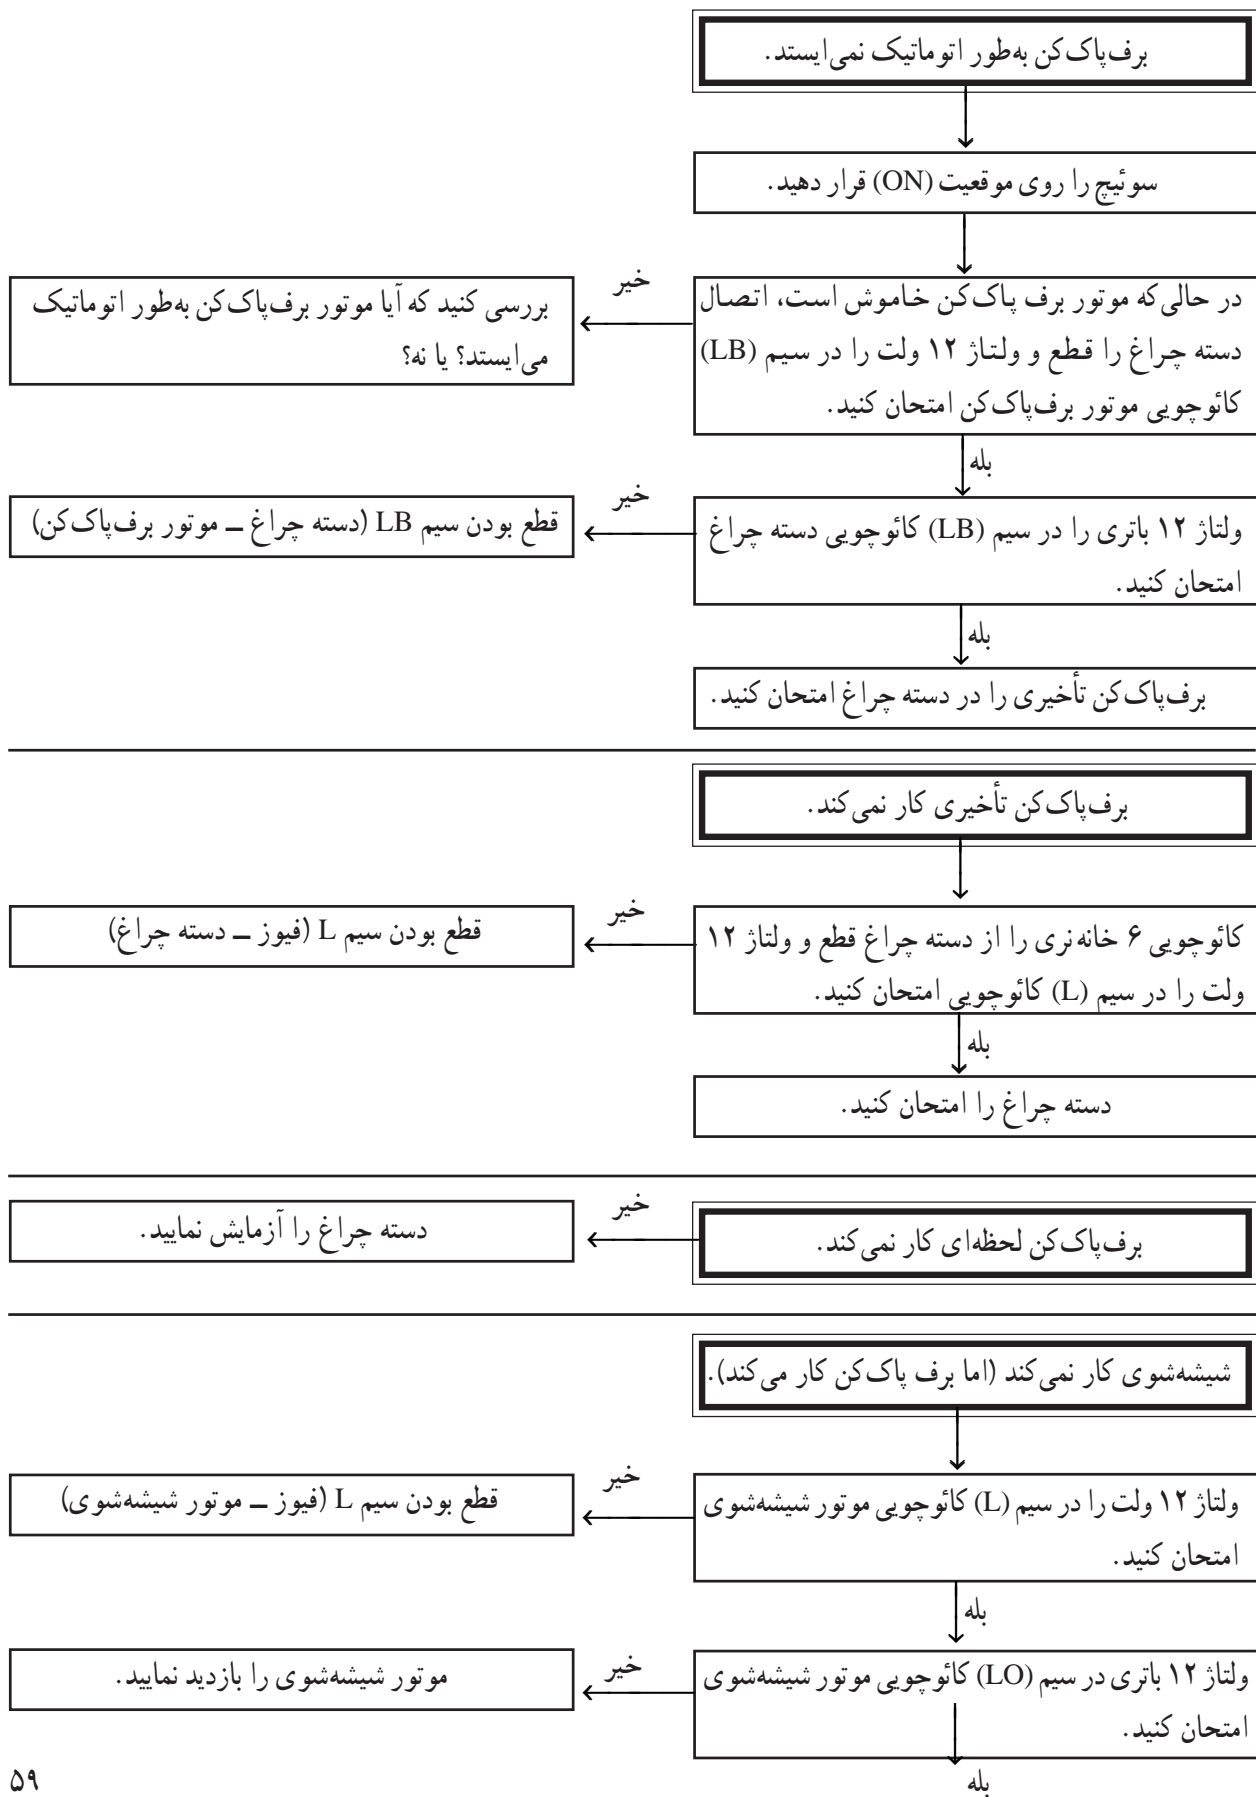 برف‌پاک‌کن به‌طور اتوماتیک نمی‌ایستد.
سوئیچ را روی موقعیت (ON) قرار دهید.
در حالی‌که موتور برف پاک‌کن خاموش است، اتصال
دسته چراغ را قطع و ولتاژ ۱۲ ولت را در سیم (LB)
کائوچویی موتور برف‌پاک‌کن امتحان کنید.
خیر
بررسی کنید که آیا موتور برف‌پاک‌کن به‌طور اتوماتیک
می‌ایستد؟ یا نه؟
بله
ولتاژ ۱۲ باتری را در سیم (LB) کائوچویی دسته چراغ
امتحان کنید.
خیر
قطع بودن سیم LB (دسته چراغ – موتور برف‌پاک‌کن)
بله
برف‌پاک‌کن تأخیری را در دسته چراغ امتحان کنید.
برف‌پاک‌کن تأخیری کار نمی‌کند.
کائوچویی ۶ خانه‌نری را از دسته چراغ قطع و ولتاژ ۱۲
ولت را در سیم (L) کائوچویی امتحان کنید.
خیر
قطع بودن سیم L (فیوز – دسته چراغ)
بله
دسته چراغ را امتحان کنید.
برف‌پاک‌کن لحظه‌ای کار نمی‌کند.
خیر
دسته چراغ را آزمایش نمایید.
شیشه‌شوی کار نمی‌کند (اما برف پاک‌کن کار می‌کند).
ولتاژ ۱۲ ولت را در سیم (L) کائوچویی موتور شیشه‌شوی
امتحان کنید.
خیر
قطع بودن سیم L (فیوز – موتور شیشه‌شوی)
بله
ولتاژ ۱۲ باتری در سیم (LO) کائوچویی موتور شیشه‌شوی
امتحان کنید.
خیر
موتور شیشه‌شوی را بازدید نمایید.
بله
۵۹